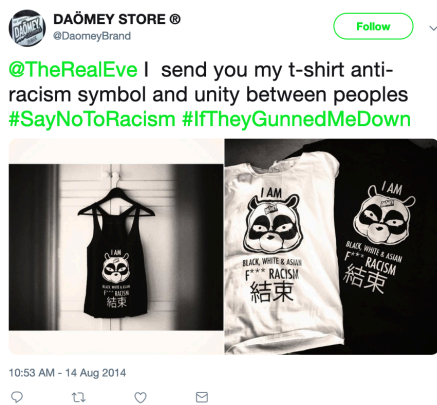 DAÖMEY
DAÖMEY STORE ®
@DaomeyBrand
Follow
@TheRealEve I send you my t-shirt anti-
racism symbol and unity between peoples
#SayNoToRacism #IfTheyGunnedMeDown
I AM
BLACK, WHITE & ASIAN
F*** RACISM
結束
I AM
BLACK, WHITE & ASIAN
F*** RACISM
結束
I AM
BLACK, WHITE & ASIAN
F*** RACISM
結束
10:53 AM - 14 Aug 2014